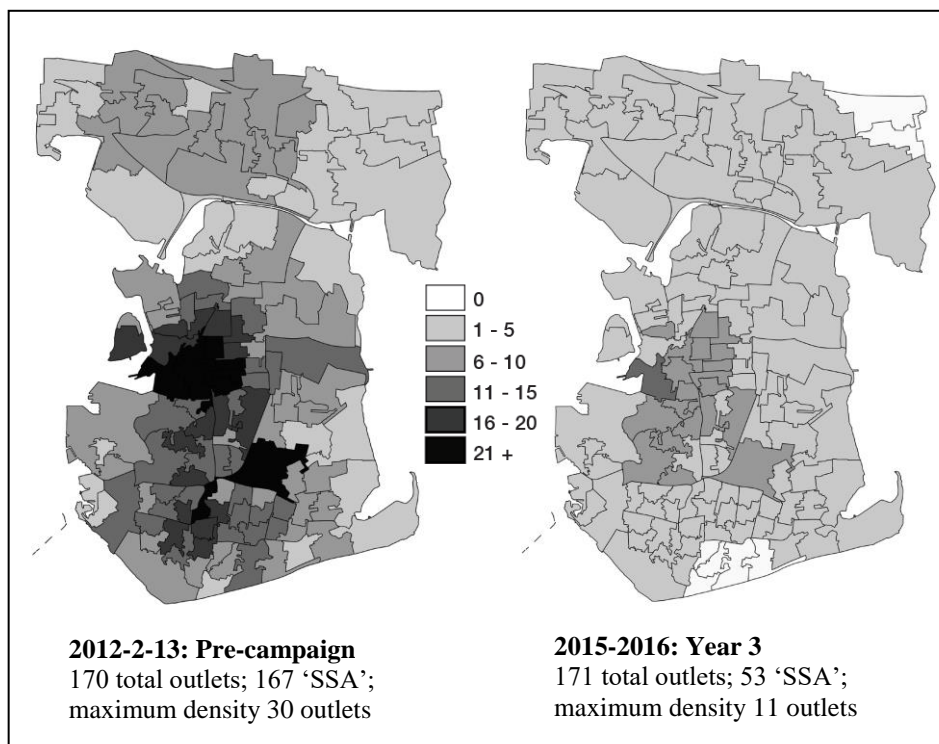 0
1 - 5
6 - 10
11 - 15
16 - 20
21 +
2012-2-13: Pre-campaign
170 total outlets; 167 ‘SSA’;
maximum density 30 outlets
2015-2016: Year 3
171 total outlets; 53 ‘SSA’;
maximum density 11 outlets